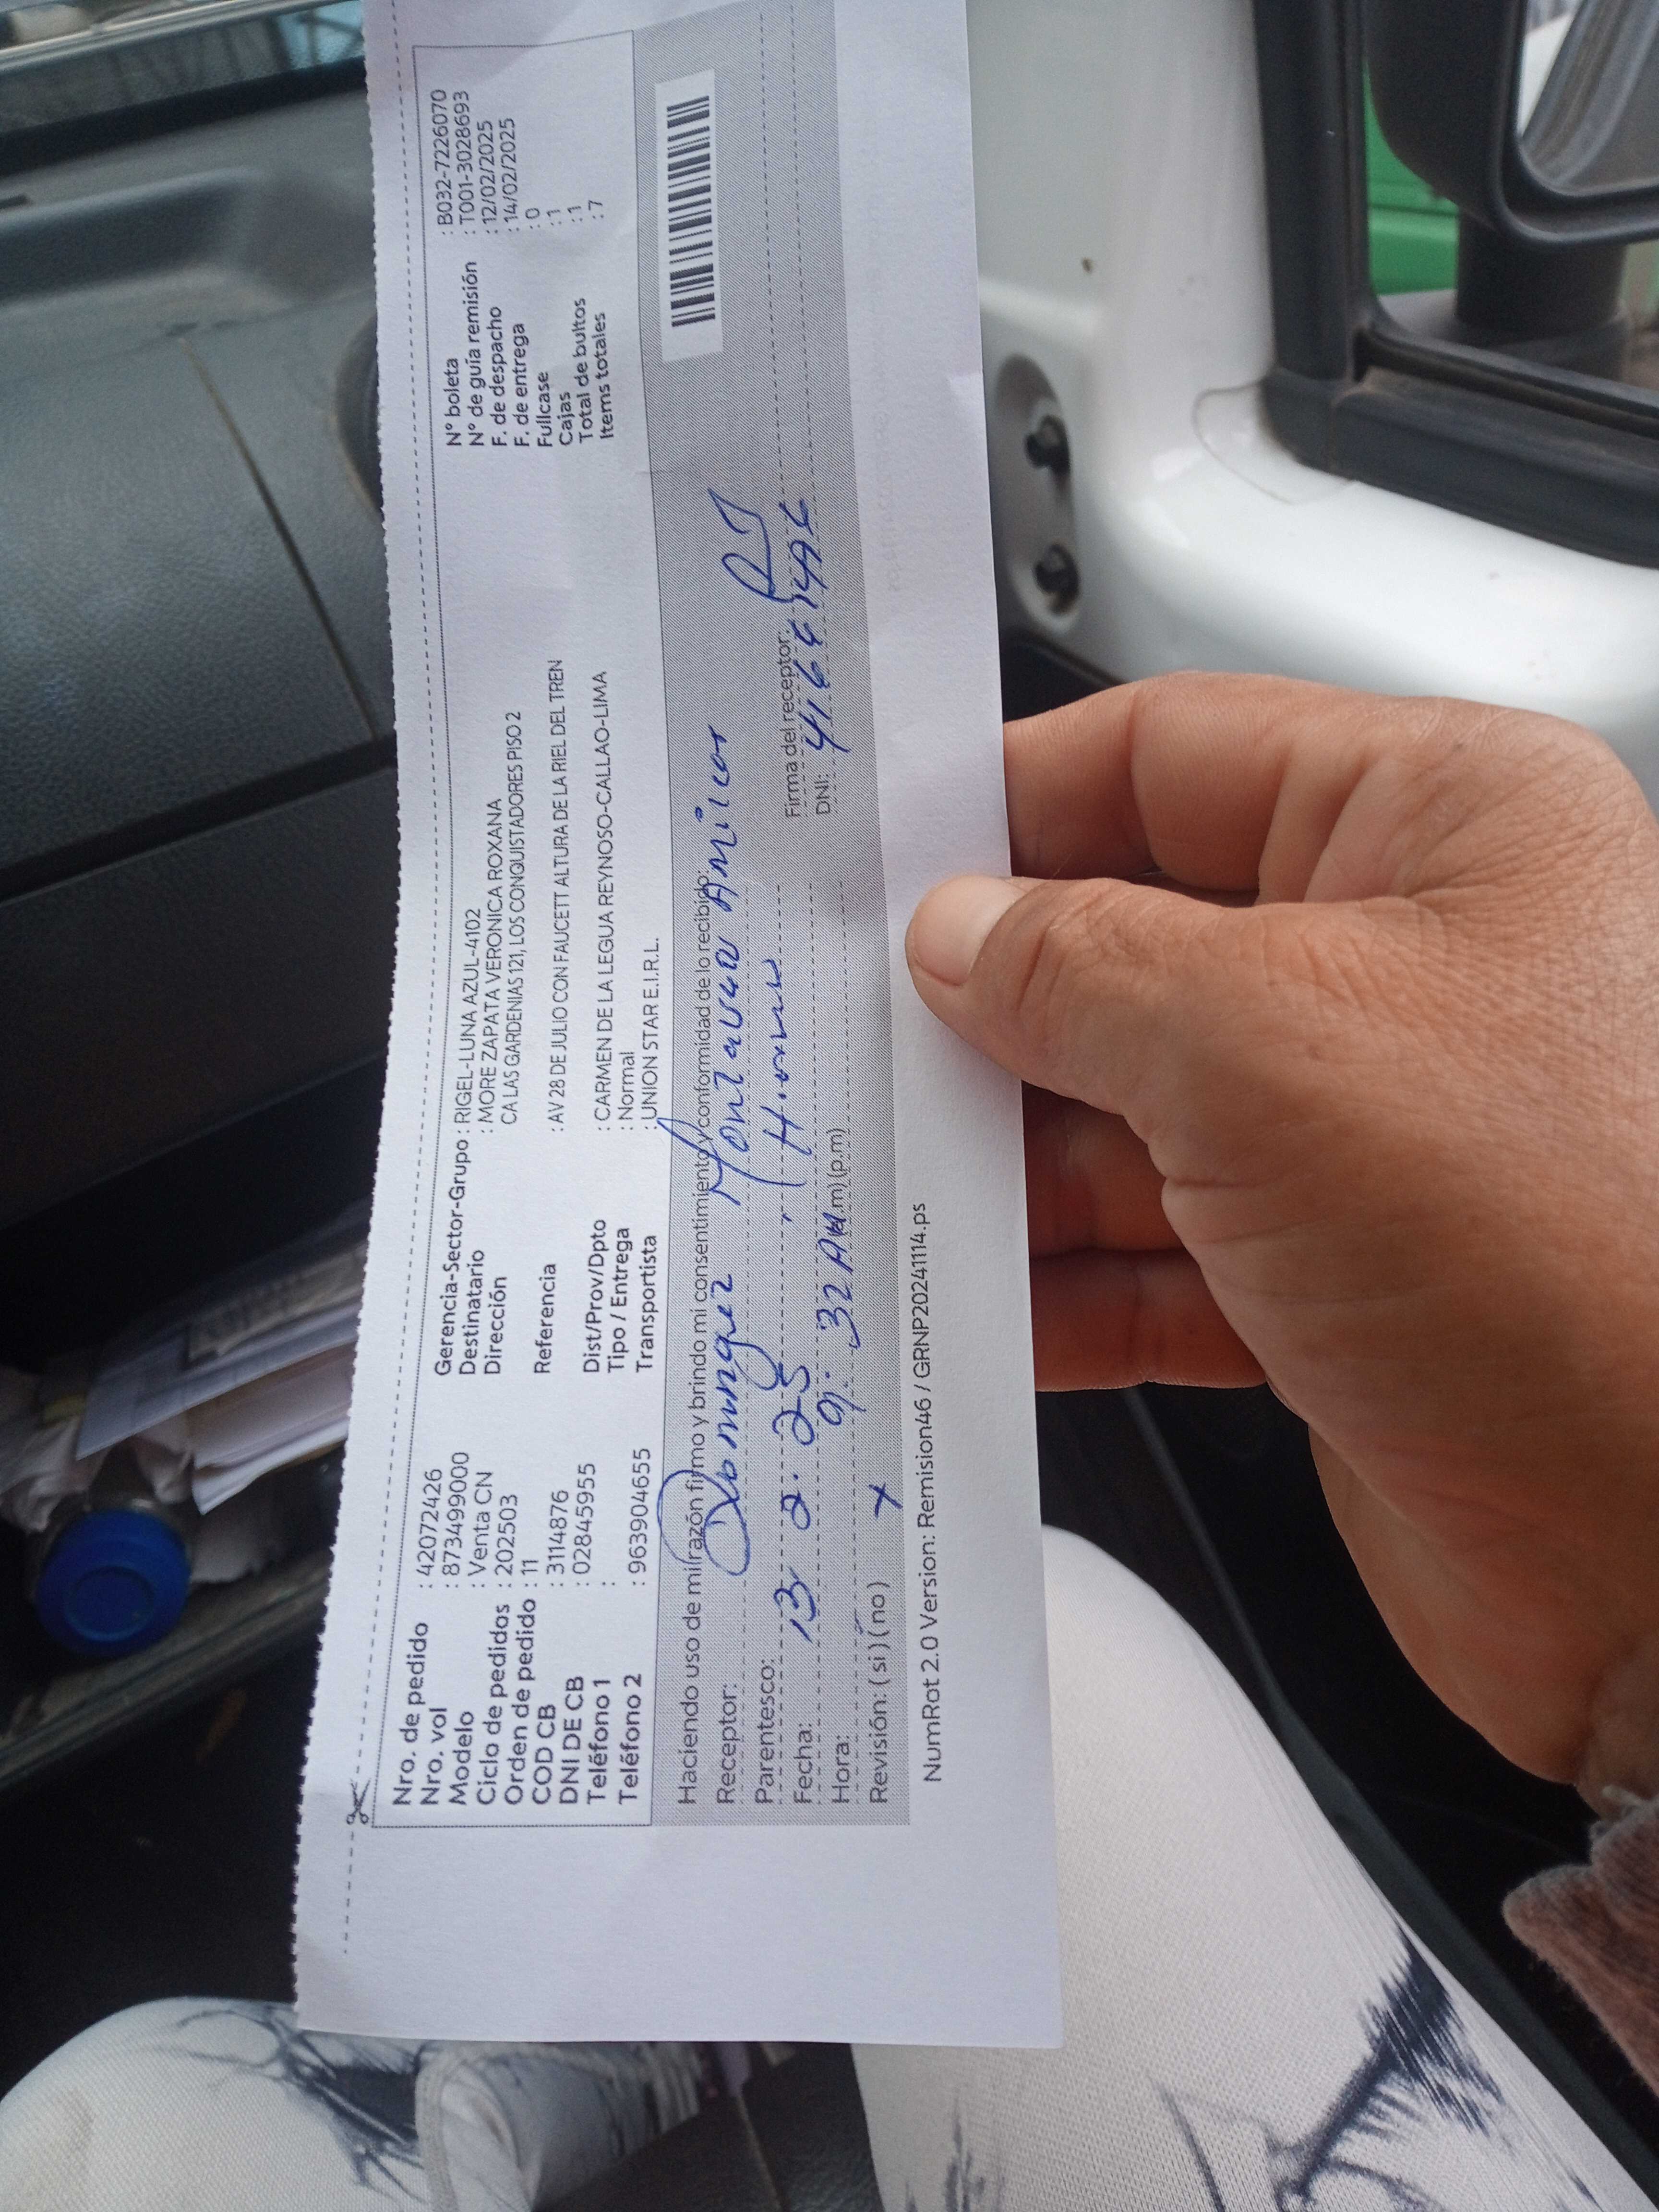 Nro. de pedido : 42072426
Nro. vol : 873499000
Modelo : Venta CN
Ciclo de pedidos : 202503
Orden de pedido : 11
COD CB : 3114876
DNI DE CB : 02845955
Teléfono 1 :
Teléfono 2 : 963904655
Gerencia-Sector-Grupo : RIGEL-LUNA AZUL-4102
Destinatario : MORE ZAPATA VERONICA ROXANA
Dirección CA LAS GARDENIAS 121, LOS CONQUISTADORES PISO 2
Referencia : AV 28 DE JULIO CON FAUCETT ALTURA DE LA RIEL DEL TREN
Dist/Prov/Dpto : CARMEN DE LA LEGUA REYNOSO-CALLAO-LIMA
Tipo / Entrega : Normal
Transportista : UNION STAR E.I.R.L.
N° boleta : B032-7226070
N° de guía remisión : T001-3028693
F. de despacho : 12/02/2025
F. de entrega : 14/02/2025
Fullcase : 0
Cajas : 1
Total de bultos : 1
Items totales : 7
Haciendo uso de mi razón firmo y brindo mi consentimiento y conformidad de lo recibido:
Receptor: Dominguez Amilcar
Parentesco:
Fecha: 13 2. 25
Hora: 9: 32 AM (p.m)
Revisión: (si) (no) x
Firma del receptor:
DNI:
NumRot 2.0 Version: Remision46 / GRNP20241114.ps